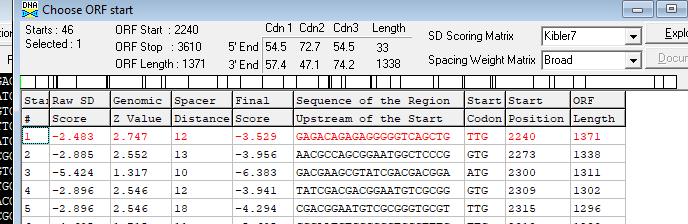 DNA Choose ORF start
Starts : 46 ORF Start : 2240 Cdn 1 Cdn2 Cdn3 Length SD Scoring Matrix Kibler7
Selected : 1 ORF Stop : 3610 5' End 54.5 72.7 54.5 33
ORF Length : 1371 3' End 57.4 47.1 74.2 1338 Spacing Weight Matrix Broad
Raw SD Genomic Spacer Final Sequence of the Region Start Start ORF
# Score Z Value Distance Score Upstream of the Start Codon Position Length
1 -2.483 2.747 12 -3.529 GAGACAGAGAGGGGGTCAGCTG TTG 2240 1371
2 -2.885 2.552 13 -3.956 AACGCCAGCGGAATGGCTCCCG GTG 2273 1338
3 -5.424 1.317 10 -6.383 GACGAAGCGTATCGACGACGGA ATG 2300 1311
4 -2.896 2.546 12 -3.941 TATCGACGACGGAATGTCGCGG GTG 2309 1302
5 -2.896 2.546 18 -4.294 CGACGGAATGTCGCGGGTGCGT TTG 2315 1296